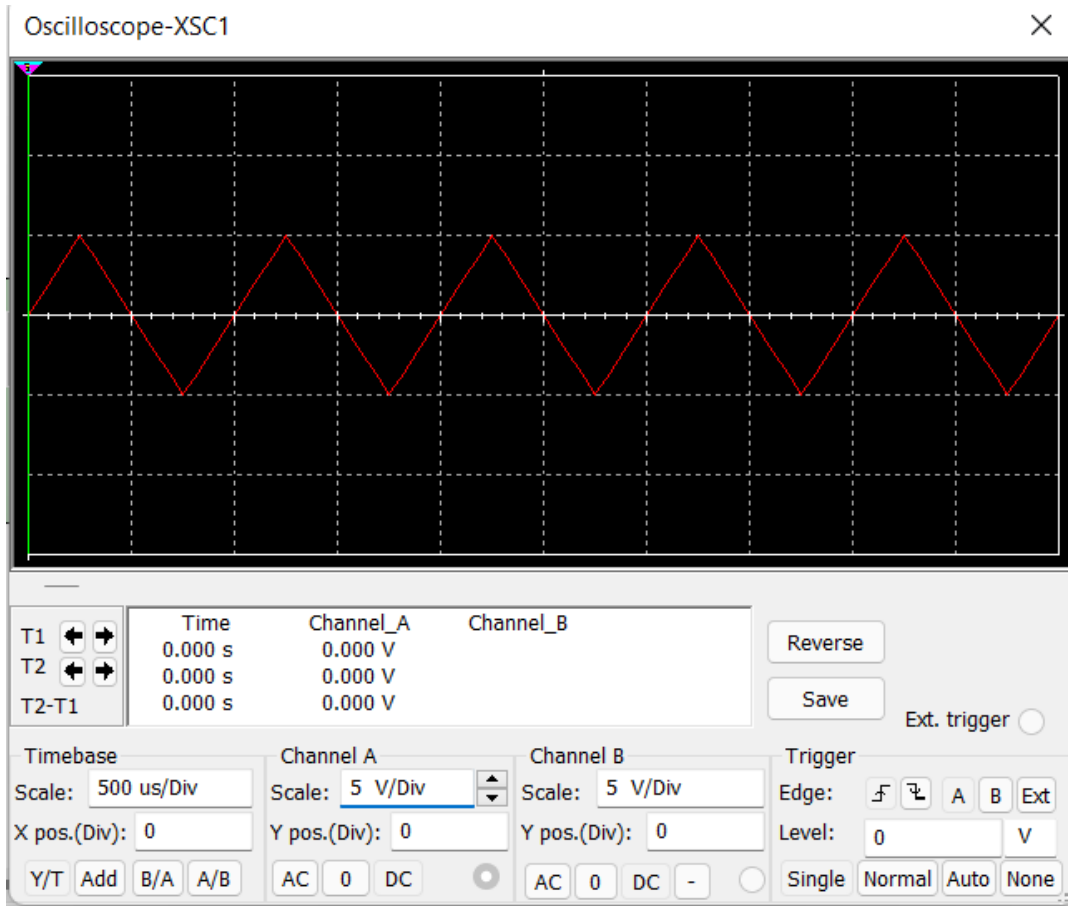 Oscilloscope-XSC1
T1
T2
T2-T1
Time Channel_A Channel_B
0.000 s 0.000 V
0.000 s 0.000 V
0.000 s 0.000 V
Reverse
Save
Ext. trigger
Timebase
Scale: 500 us/Div
X pos.(Div): 0
Y/T Add B/A A/B
Channel A
Scale: 5 V/Div
Y pos.(Div): 0
AC 0 DC
Channel B
Scale: 5 V/Div
Y pos.(Div): 0
AC 0 DC -
Trigger
Edge: A B Ext
Level: 0 V
Single Normal Auto None